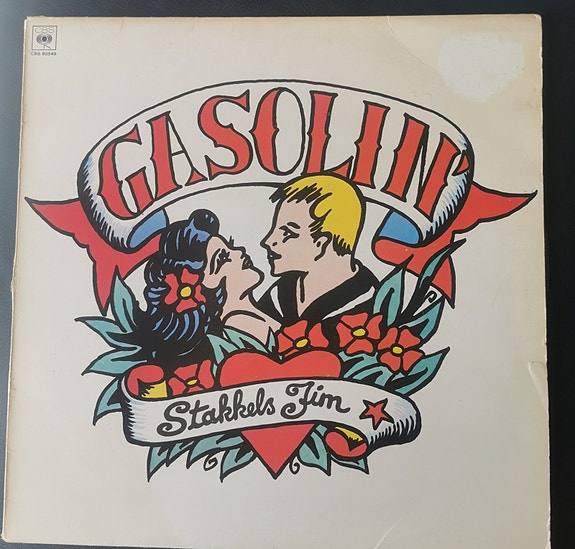 CBS
CBS 80549
GASOLIN'
Stakkels Jim